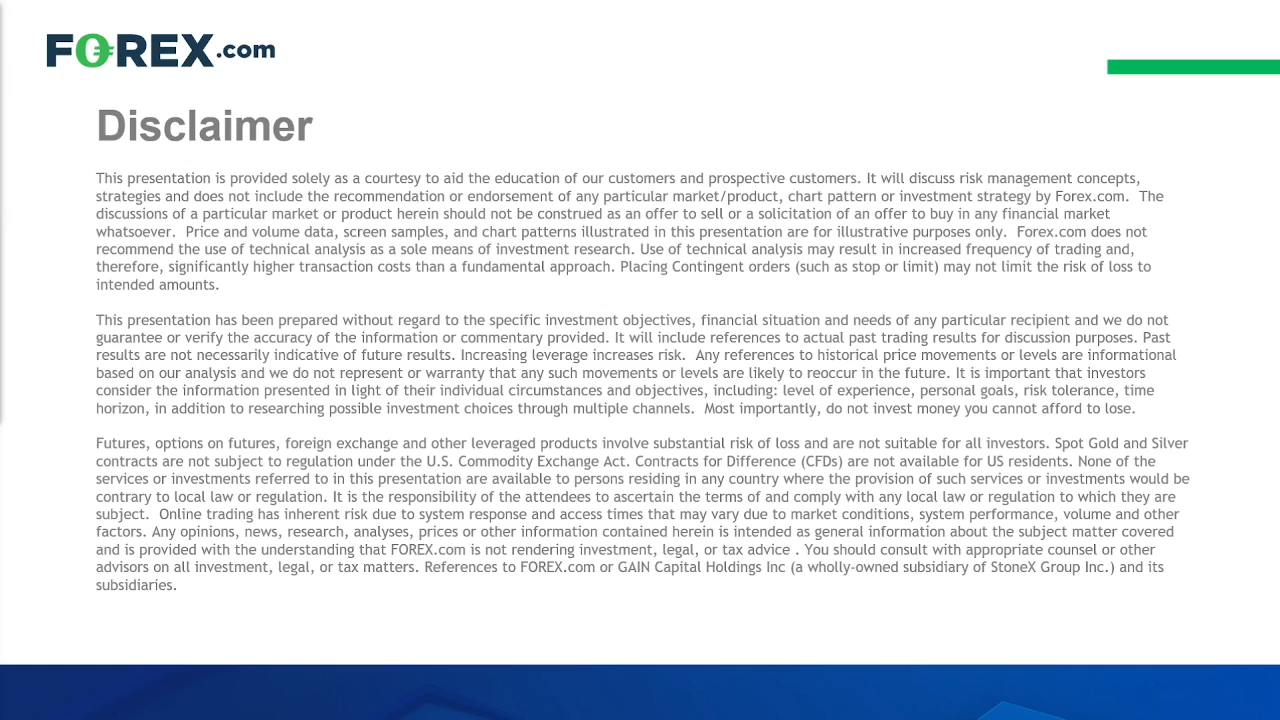 FOREX.com
Disclaimer
This presentation is provided solely as a courtesy to aid the education of our customers and prospective customers. It will discuss risk management concepts,
strategies and does not include the recommendation or endorsement of any particular market/product, chart pattern or investment strategy by Forex.com.  The
discussions of a particular market or product herein should not be construed as an offer to sell or a solicitation of an offer to buy in any financial market
whatsoever.  Price and volume data, screen samples, and chart patterns illustrated in this presentation are for illustrative purposes only.  Forex.com does not
recommend the use of technical analysis as a sole means of investment research. Use of technical analysis may result in increased frequency of trading and,
therefore, significantly higher transaction costs than a fundamental approach. Placing Contingent orders (such as stop or limit) may not limit the risk of loss to
intended amounts.
This presentation has been prepared without regard to the specific investment objectives, financial situation and needs of any particular recipient and we do not
guarantee or verify the accuracy of the information or commentary provided. It will include references to actual past trading results for discussion purposes. Past
results are not necessarily indicative of future results. Increasing leverage increases risk.  Any references to historical price movements or levels are informational
based on our analysis and we do not represent or warranty that any such movements or levels are likely to reoccur in the future. It is important that investors
consider the information presented in light of their individual circumstances and objectives, including: level of experience, personal goals, risk tolerance, time
horizon, in addition to researching possible investment choices through multiple channels.  Most importantly, do not invest money you cannot afford to lose.
Futures, options on futures, foreign exchange and other leveraged products involve substantial risk of loss and are not suitable for all investors. Spot Gold and Silver
contracts are not subject to regulation under the U.S. Commodity Exchange Act. Contracts for Difference (CFDs) are not available for US residents. None of the
services or investments referred to in this presentation are available to persons residing in any country where the provision of such services or investments would be
contrary to local law or regulation. It is the responsibility of the attendees to ascertain the terms of and comply with any local law or regulation to which they are
subject.  Online trading has inherent risk due to system response and access times that may vary due to market conditions, system performance, volume and other
factors. Any opinions, news, research, analyses, prices or other information contained herein is intended as general information about the subject matter covered
and is provided with the understanding that FOREX.com is not rendering investment, legal, or tax advice . You should consult with appropriate counsel or other
advisors on all investment, legal, or tax matters. References to FOREX.com or GAIN Capital Holdings Inc (a wholly-owned subsidiary of StoneX Group Inc.) and its
subsidiaries.